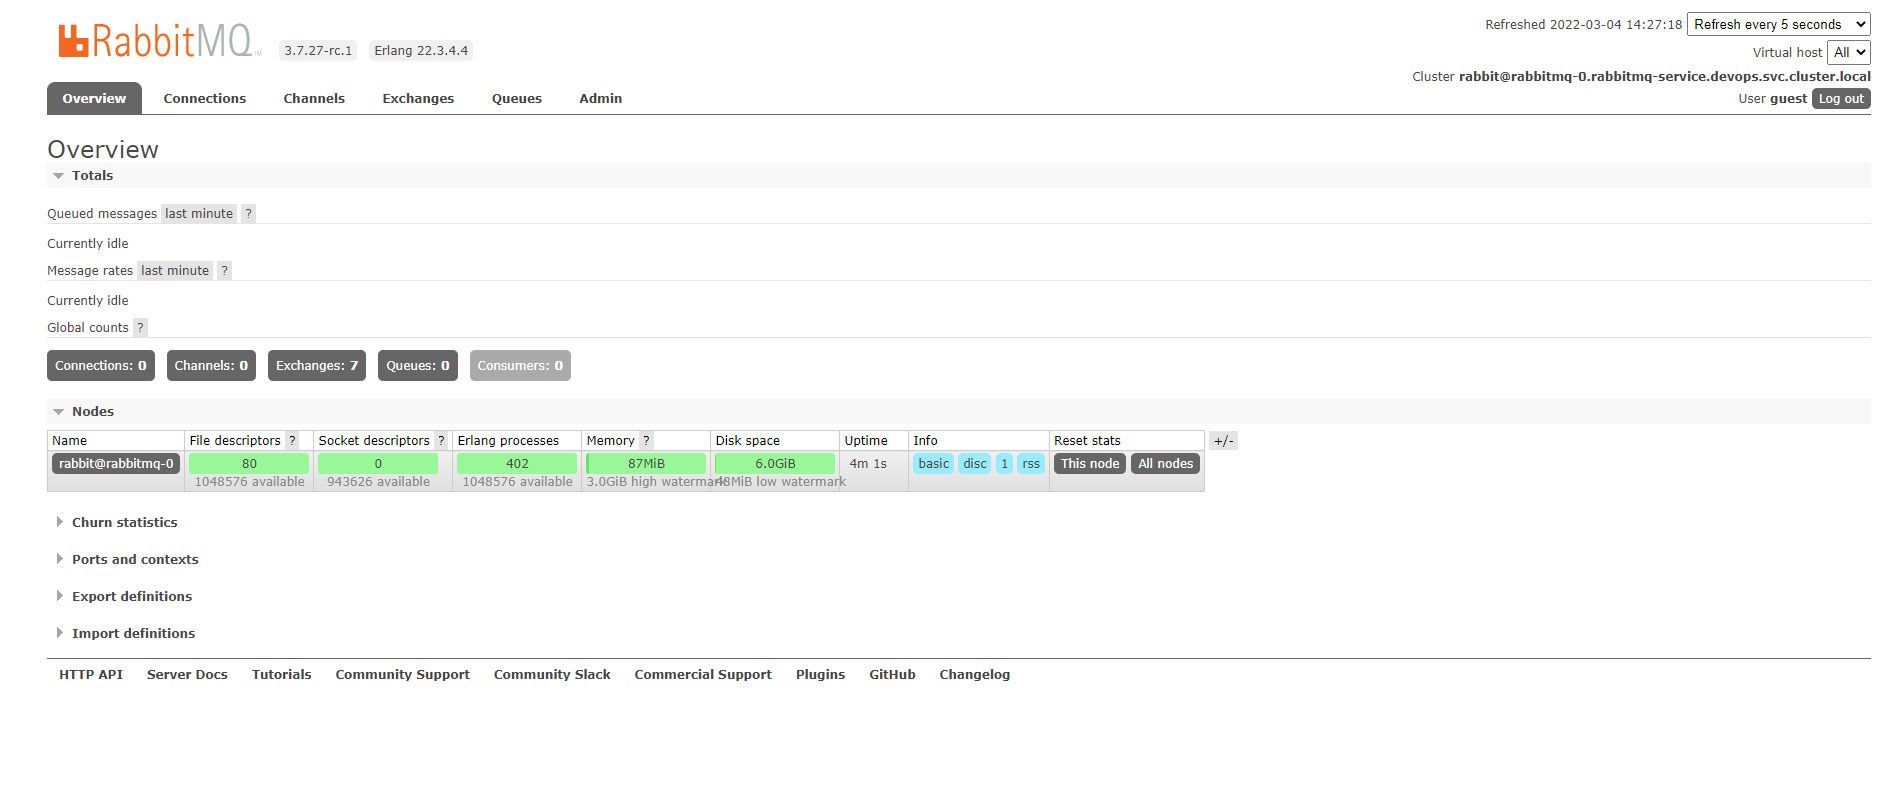 RabbitMQ TM 3.7.27-rc.1 Erlang 22.3.4.4
Refreshed 2022-03-04 14:27:18 Refresh every 5 seconds
Virtual host All
Cluster rabbit@rabbitmq-0.rabbitmq-service.devops.svc.cluster.local
User guest Log out
Overview Connections Channels Exchanges Queues Admin
Overview
Totals
Queued messages last minute ?
Currently idle
Message rates last minute ?
Currently idle
Global counts ?
Connections: 0 Channels: 0 Exchanges: 7 Queues: 0 Consumers: 0
Nodes
Name File descriptors ? Socket descriptors ? Erlang processes Memory ? Disk space Uptime Info Reset stats +/-
rabbit@rabbitmq-0 80 0 402 87MiB 6.0GiB 4m 1s basic disc 1 rss This node All nodes
1048576 available 943626 available 1048576 available 3.0GiB high watermark 48MiB low watermark
Churn statistics
Ports and contexts
Export definitions
Import definitions
HTTP API Server Docs Tutorials Community Support Community Slack Commercial Support Plugins GitHub Changelog